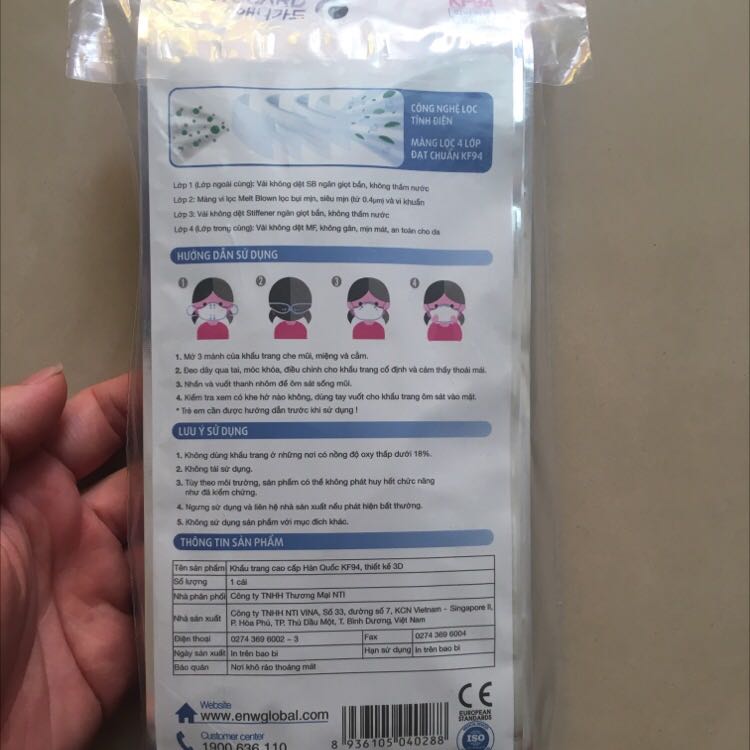 애니가드
KF94
CÔNG NGHỆ LỌC
TĨNH ĐIỆN
MÀNG LỌC 4 LỚP
ĐẠT CHUẨN KF94
Lớp 1 (Lớp ngoài cùng): Vải không dệt SB ngăn giọt bắn, không thấm nước
Lớp 2: Màng vi lọc Melt Blown lọc bụi mịn, siêu mịn (từ 0.4μm) và vi khuẩn
Lớp 3: Vải không dệt Stiffener ngăn giọt bắn, không thấm nước
Lớp 4 (Lớp trong cùng): Vải không dệt MF, không gân, mịn mát, an toàn cho da
HƯỚNG DẪN SỬ DỤNG
1 2 3 4
1. Mở 3 mảnh của khẩu trang che mũi, miệng và cằm.
2. Đeo dây qua tai, móc khóa, điều chỉnh cho khẩu trang cố định và cảm thấy thoải mái.
3. Nhấn và vuốt thanh nhôm để ôm sát sống mũi.
4. Kiểm tra xem có khe hở nào không, dùng tay vuốt cho khẩu trang ôm sát vào mặt.
* Trẻ em cần được hướng dẫn trước khi sử dụng !
LƯU Ý SỬ DỤNG
1. Không dùng khẩu trang ở những nơi có nồng độ oxy thấp dưới 18%.
2. Không tái sử dụng.
3. Tùy theo môi trường, sản phẩm có thể không phát huy hết chức năng
như đã kiểm chứng.
4. Ngưng sử dụng và liên hệ nhà sản xuất nếu phát hiện bất thường.
5. Không sử dụng sản phẩm với mục đích khác.
THÔNG TIN SẢN PHẨM
Tên sản phẩm Khẩu trang cao cấp Hàn Quốc KF94, thiết kế 3D
Số lượng 1 cái
Nhà phân phối Công ty TNHH Thương Mại NTI
Nhà sản xuất Công ty TNHH NTI VINA, Số 33, đường số 7, KCN Vietnam - Singapore II,
P. Hòa Phú, TP. Thủ Dầu Một, T. Bình Dương, Việt Nam
Điện thoại 0274 369 6002 - 3 Fax 0274 369 6004
Ngày sản xuất In trên bao bì Hạn sử dụng In trên bao bì
Bảo quản Nơi khô ráo thoáng mát
Website
www.enwglobal.com
Customer center
1900 636 110
8 936105 040288
CE
EUROPEAN
STANDARDS
ISO